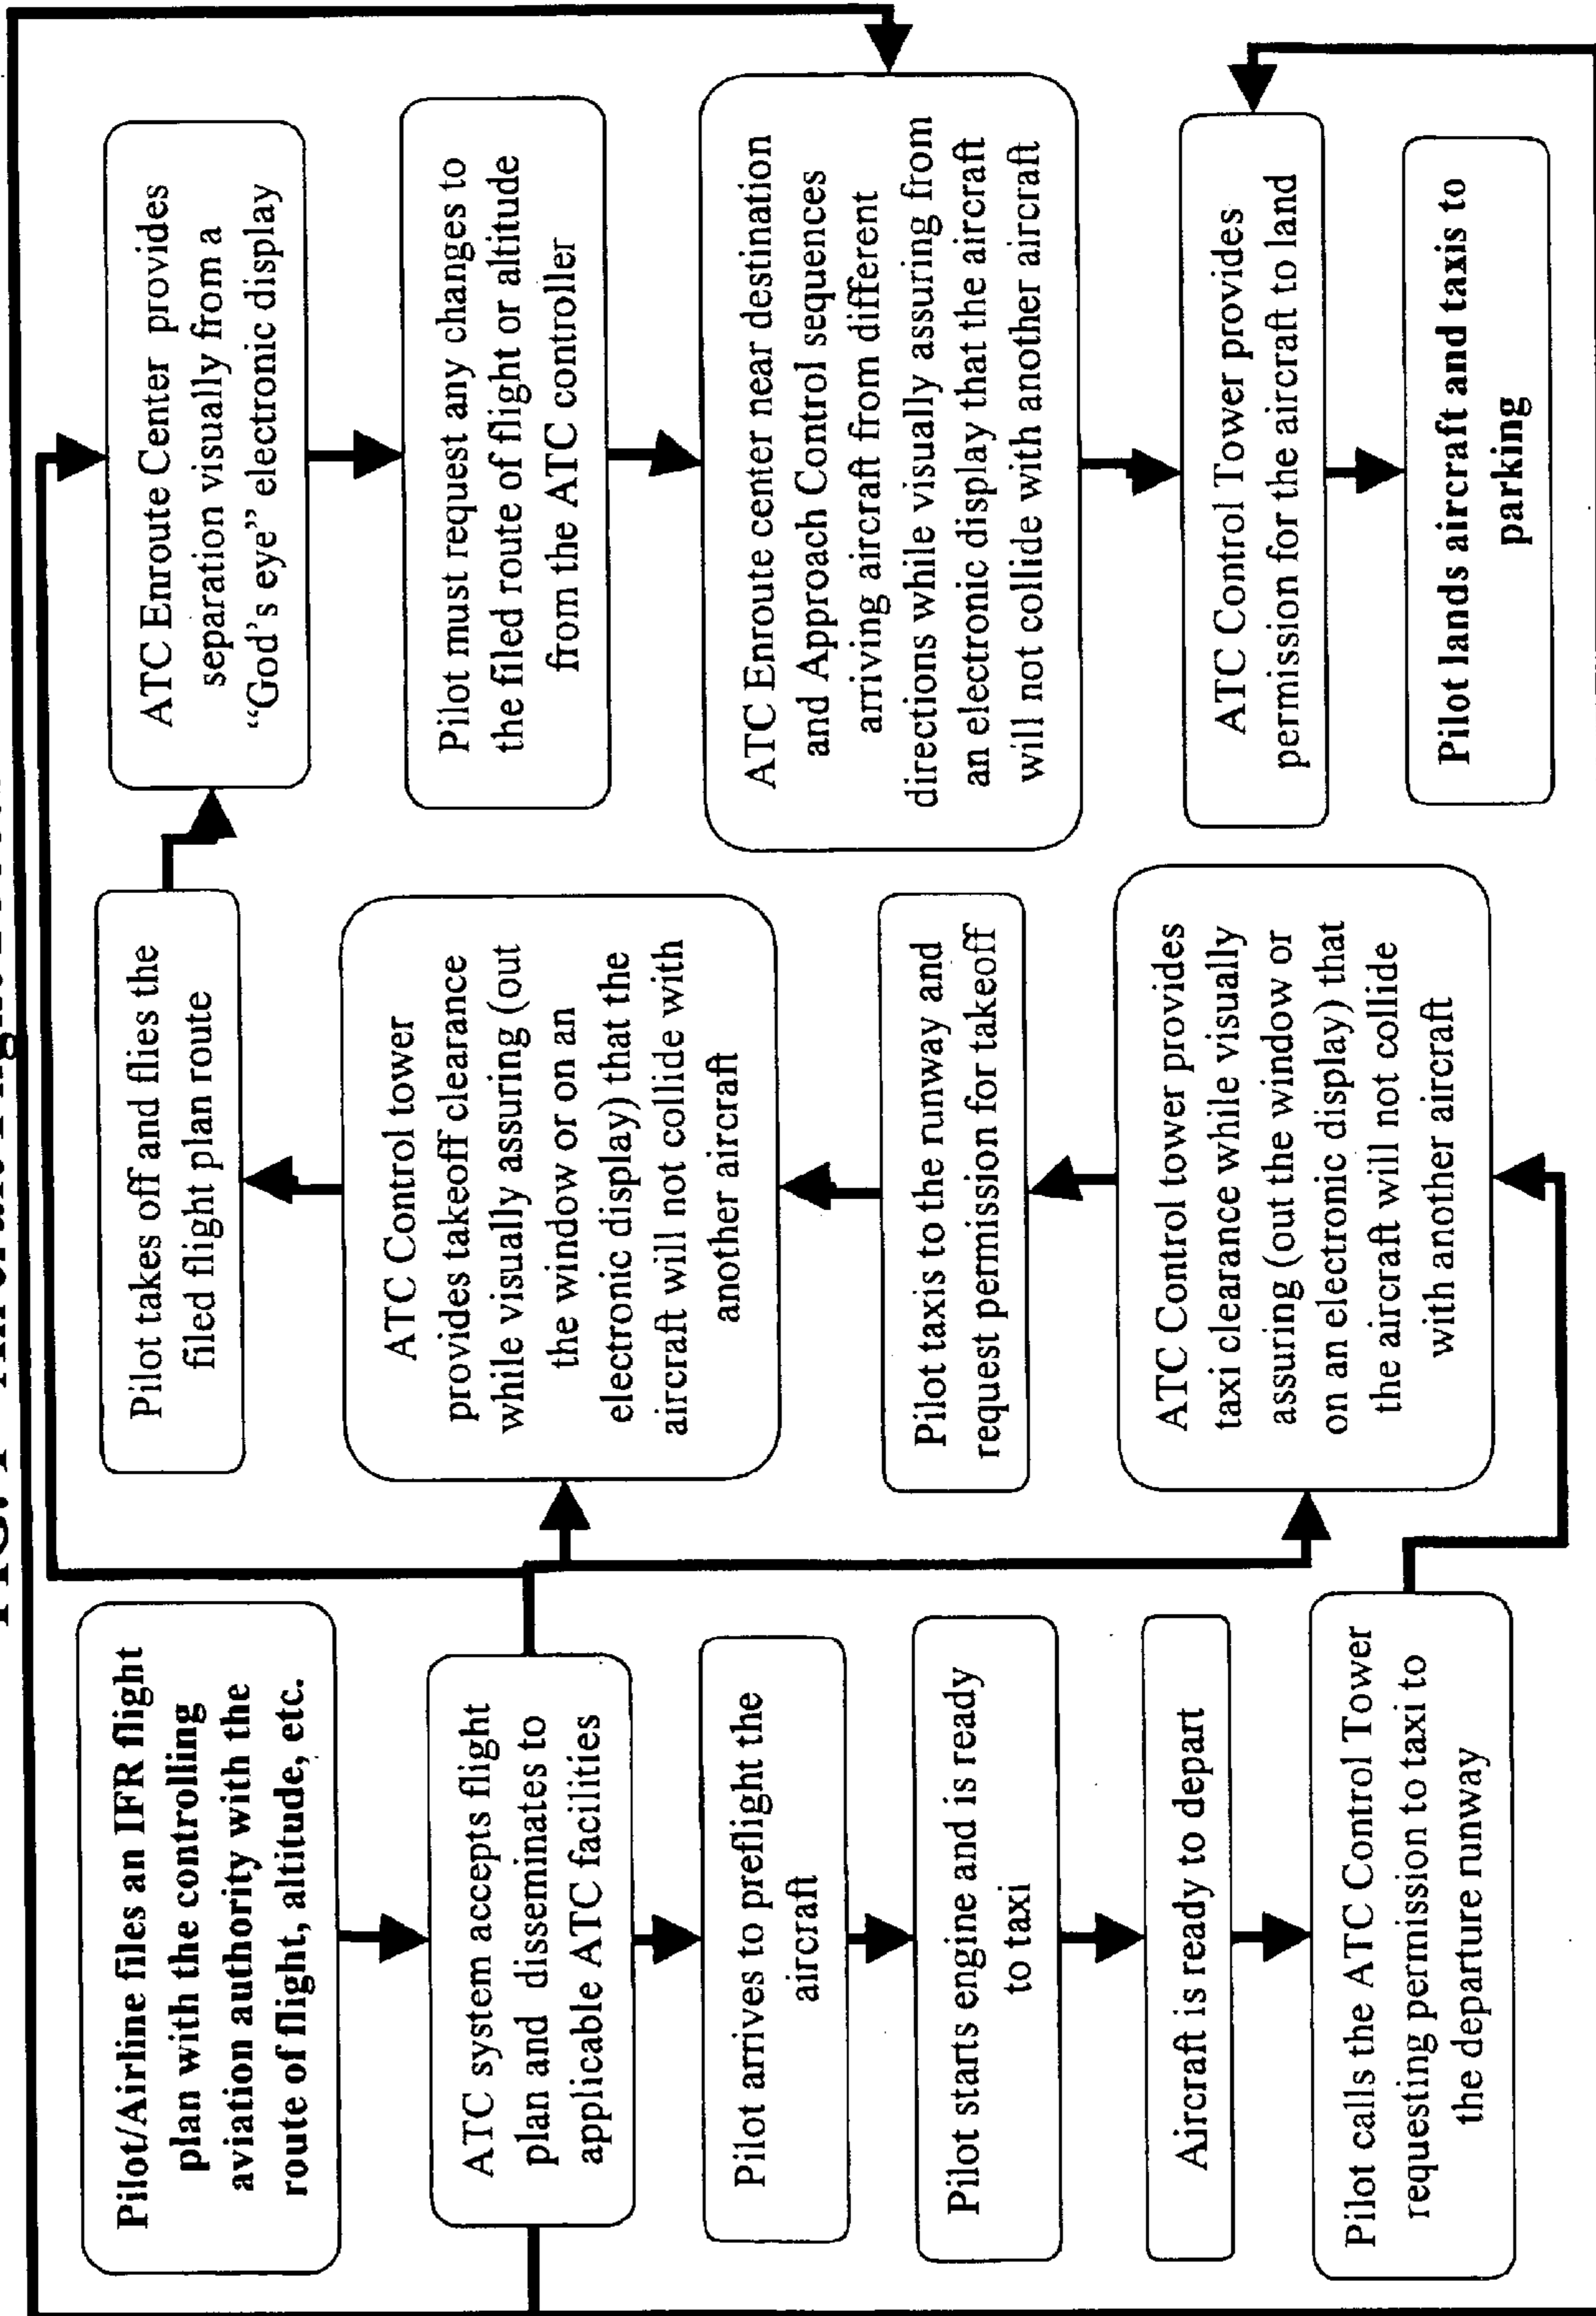 Pilot/Airline files an IFR flight
plan with the controlling
aviation authority with the
route of flight, altitude, etc.
ATC system accepts flight
plan and disseminates to
applicable ATC facilities
Pilot arrives to preflight the
aircraft
Pilot starts engine and is ready
to taxi
Aircraft is ready to depart
Pilot calls the ATC Control Tower
requesting permission to taxi to
the departure runway
Pilot takes off and flies the
filed flight plan route
ATC Control tower
provides takeoff clearance
while visually assuring (out
the window or on an
electronic display) that the
aircraft will not collide with
another aircraft
Pilot taxis to the runway and
request permission for takeoff
ATC Control tower provides
taxi clearance while visually
assuring (out the window or
on an electronic display) that
the aircraft will not collide
with another aircraft
ATC Enroute Center provides
separation visually from a
“God's eye” electronic display
Pilot must request any changes to
the filed route of flight or altitude
from the ATC controller
ATC Enroute center near destination
and Approach Control sequences
arriving aircraft from different
directions while visually assuring from
an electronic display that the aircraft
will not collide with another aircraft
ATC Control Tower provides
permission for the aircraft to land
Pilot lands aircraft and taxis to
parking